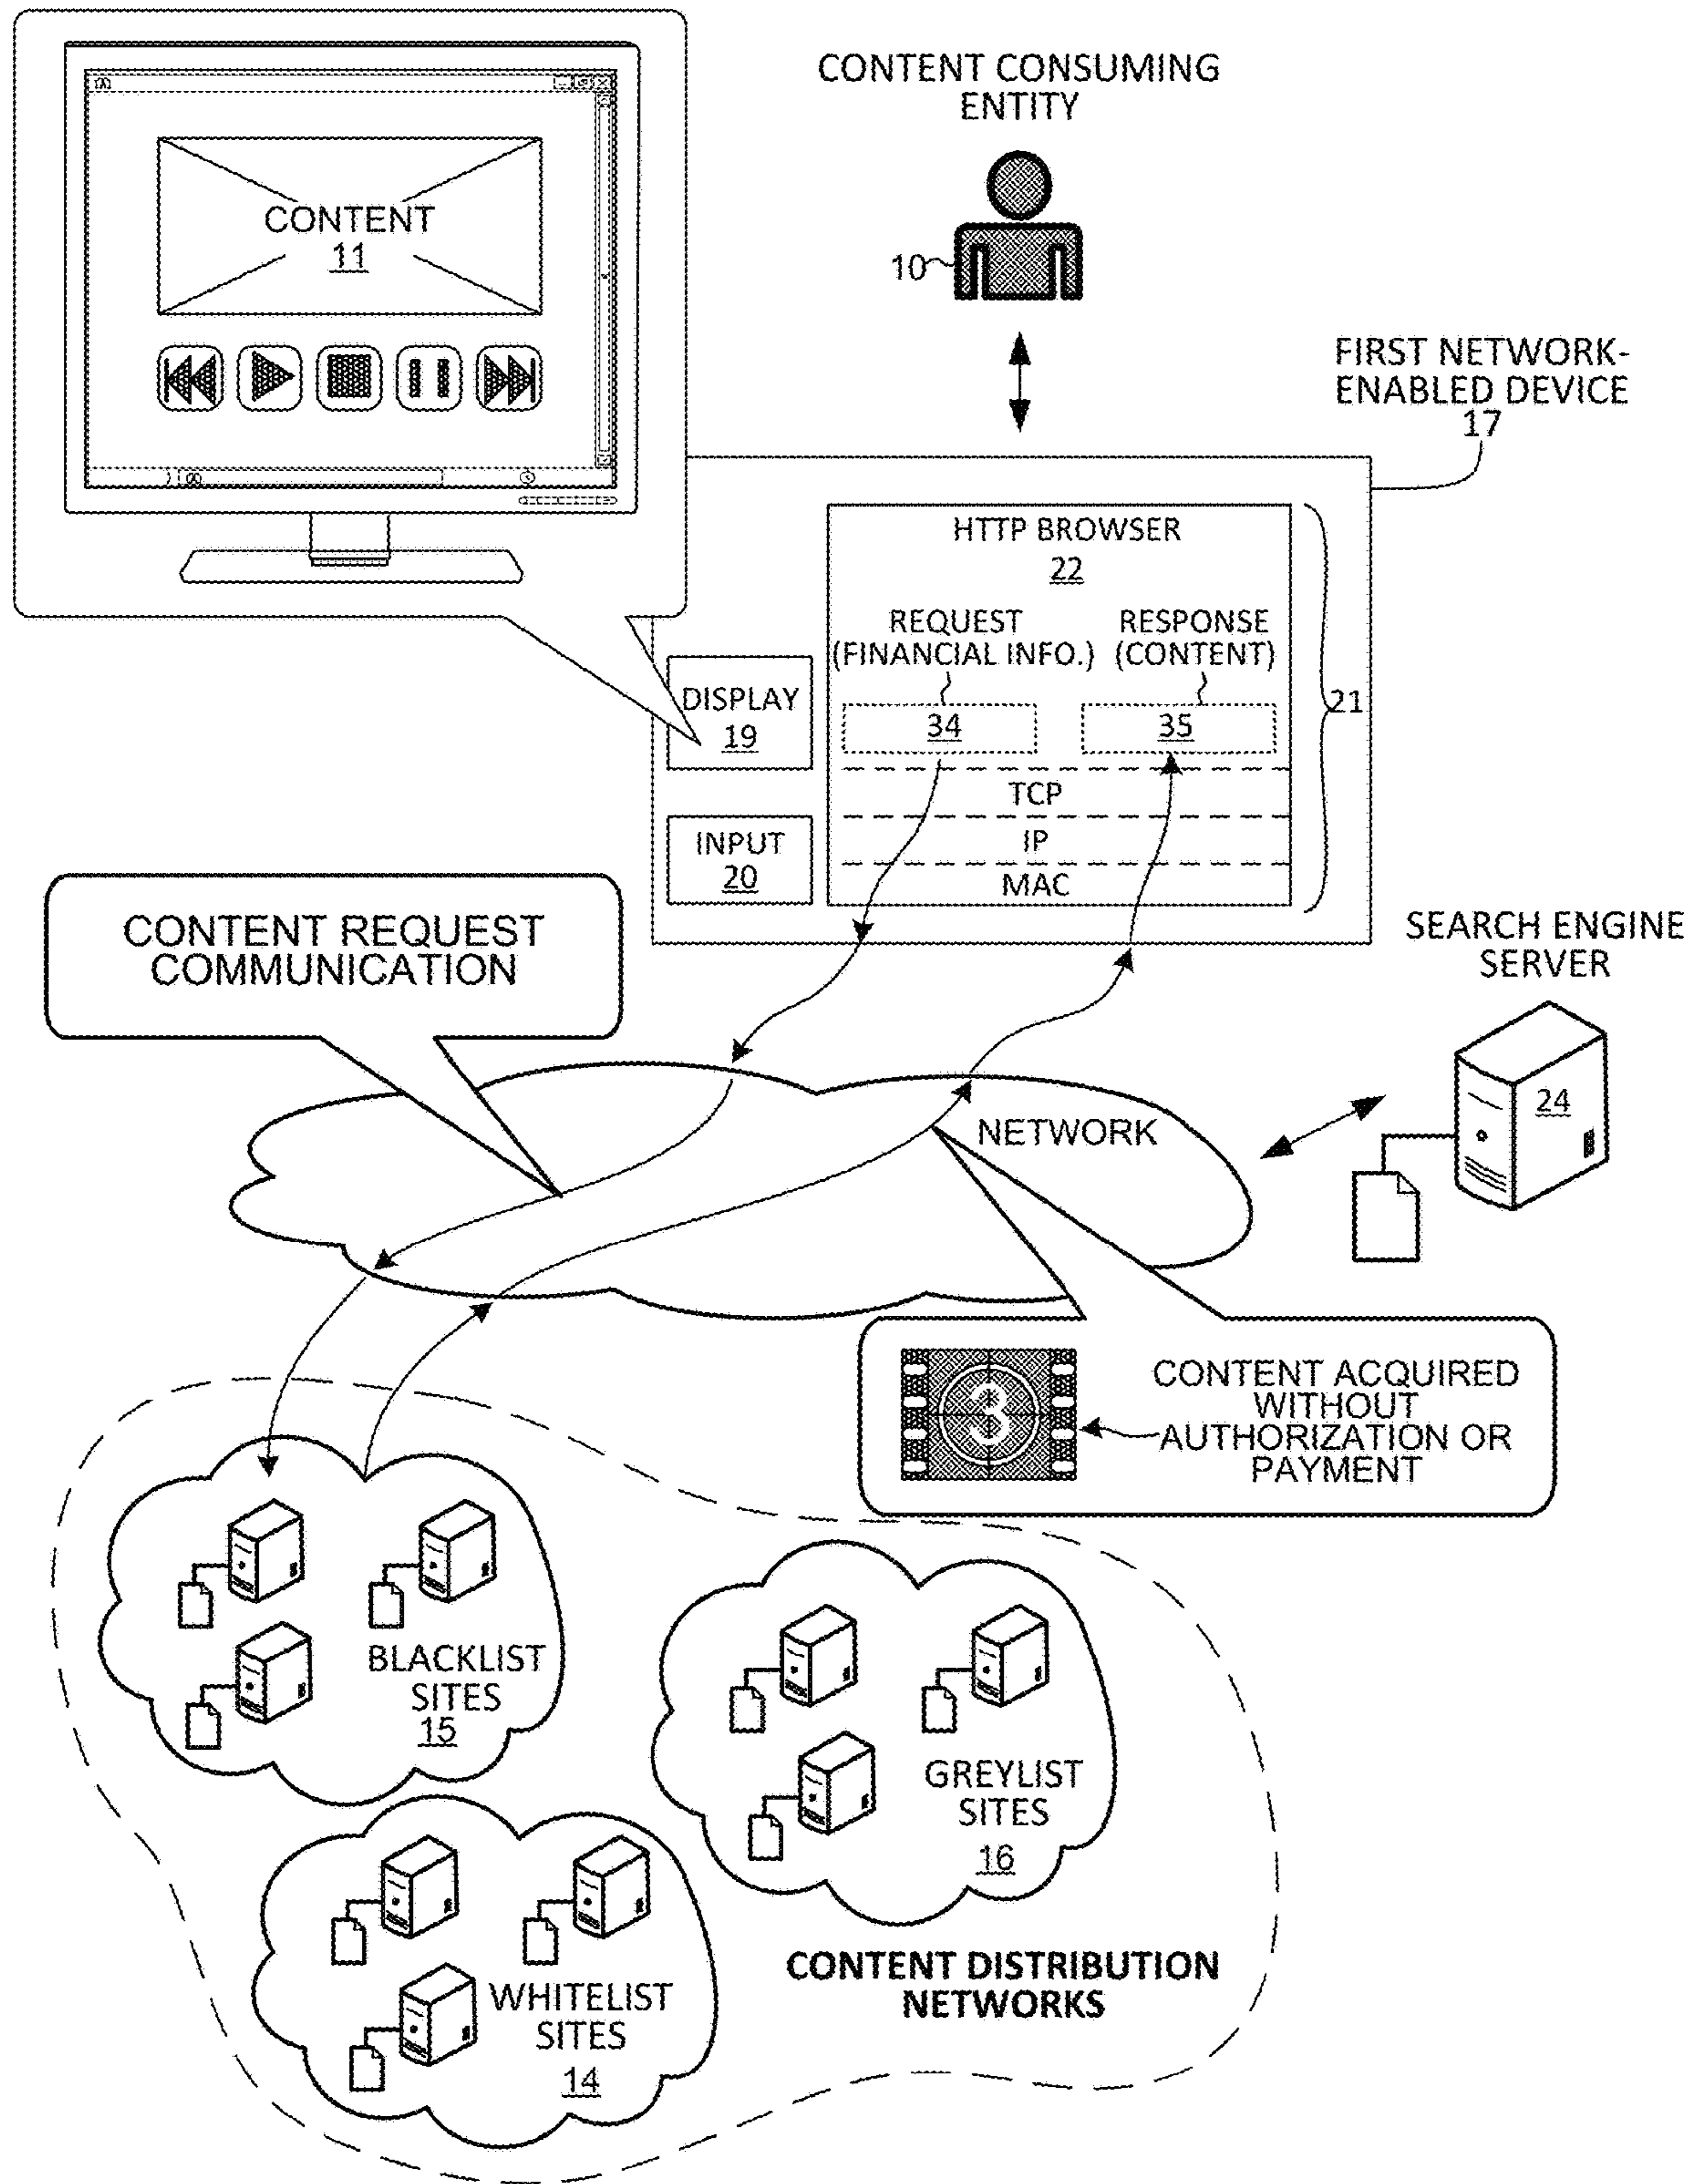 CONTENT CONSUMING
ENTITY
10
CONTENT
11
FIRST NETWORK-
ENABLED DEVICE
17
HTTP BROWSER
22
REQUEST
(FINANCIAL INFO.)
RESPONSE
(CONTENT)
DISPLAY
19
34
35
21
TCP
INPUT
20
IP
MAC
CONTENT REQUEST
COMMUNICATION
SEARCH ENGINE
SERVER
24
NETWORK
3
CONTENT ACQUIRED
WITHOUT
AUTHORIZATION OR
PAYMENT
BLACKLIST
SITES
15
GREYLIST
SITES
16
WHITELIST
SITES
14
CONTENT DISTRIBUTION
NETWORKS